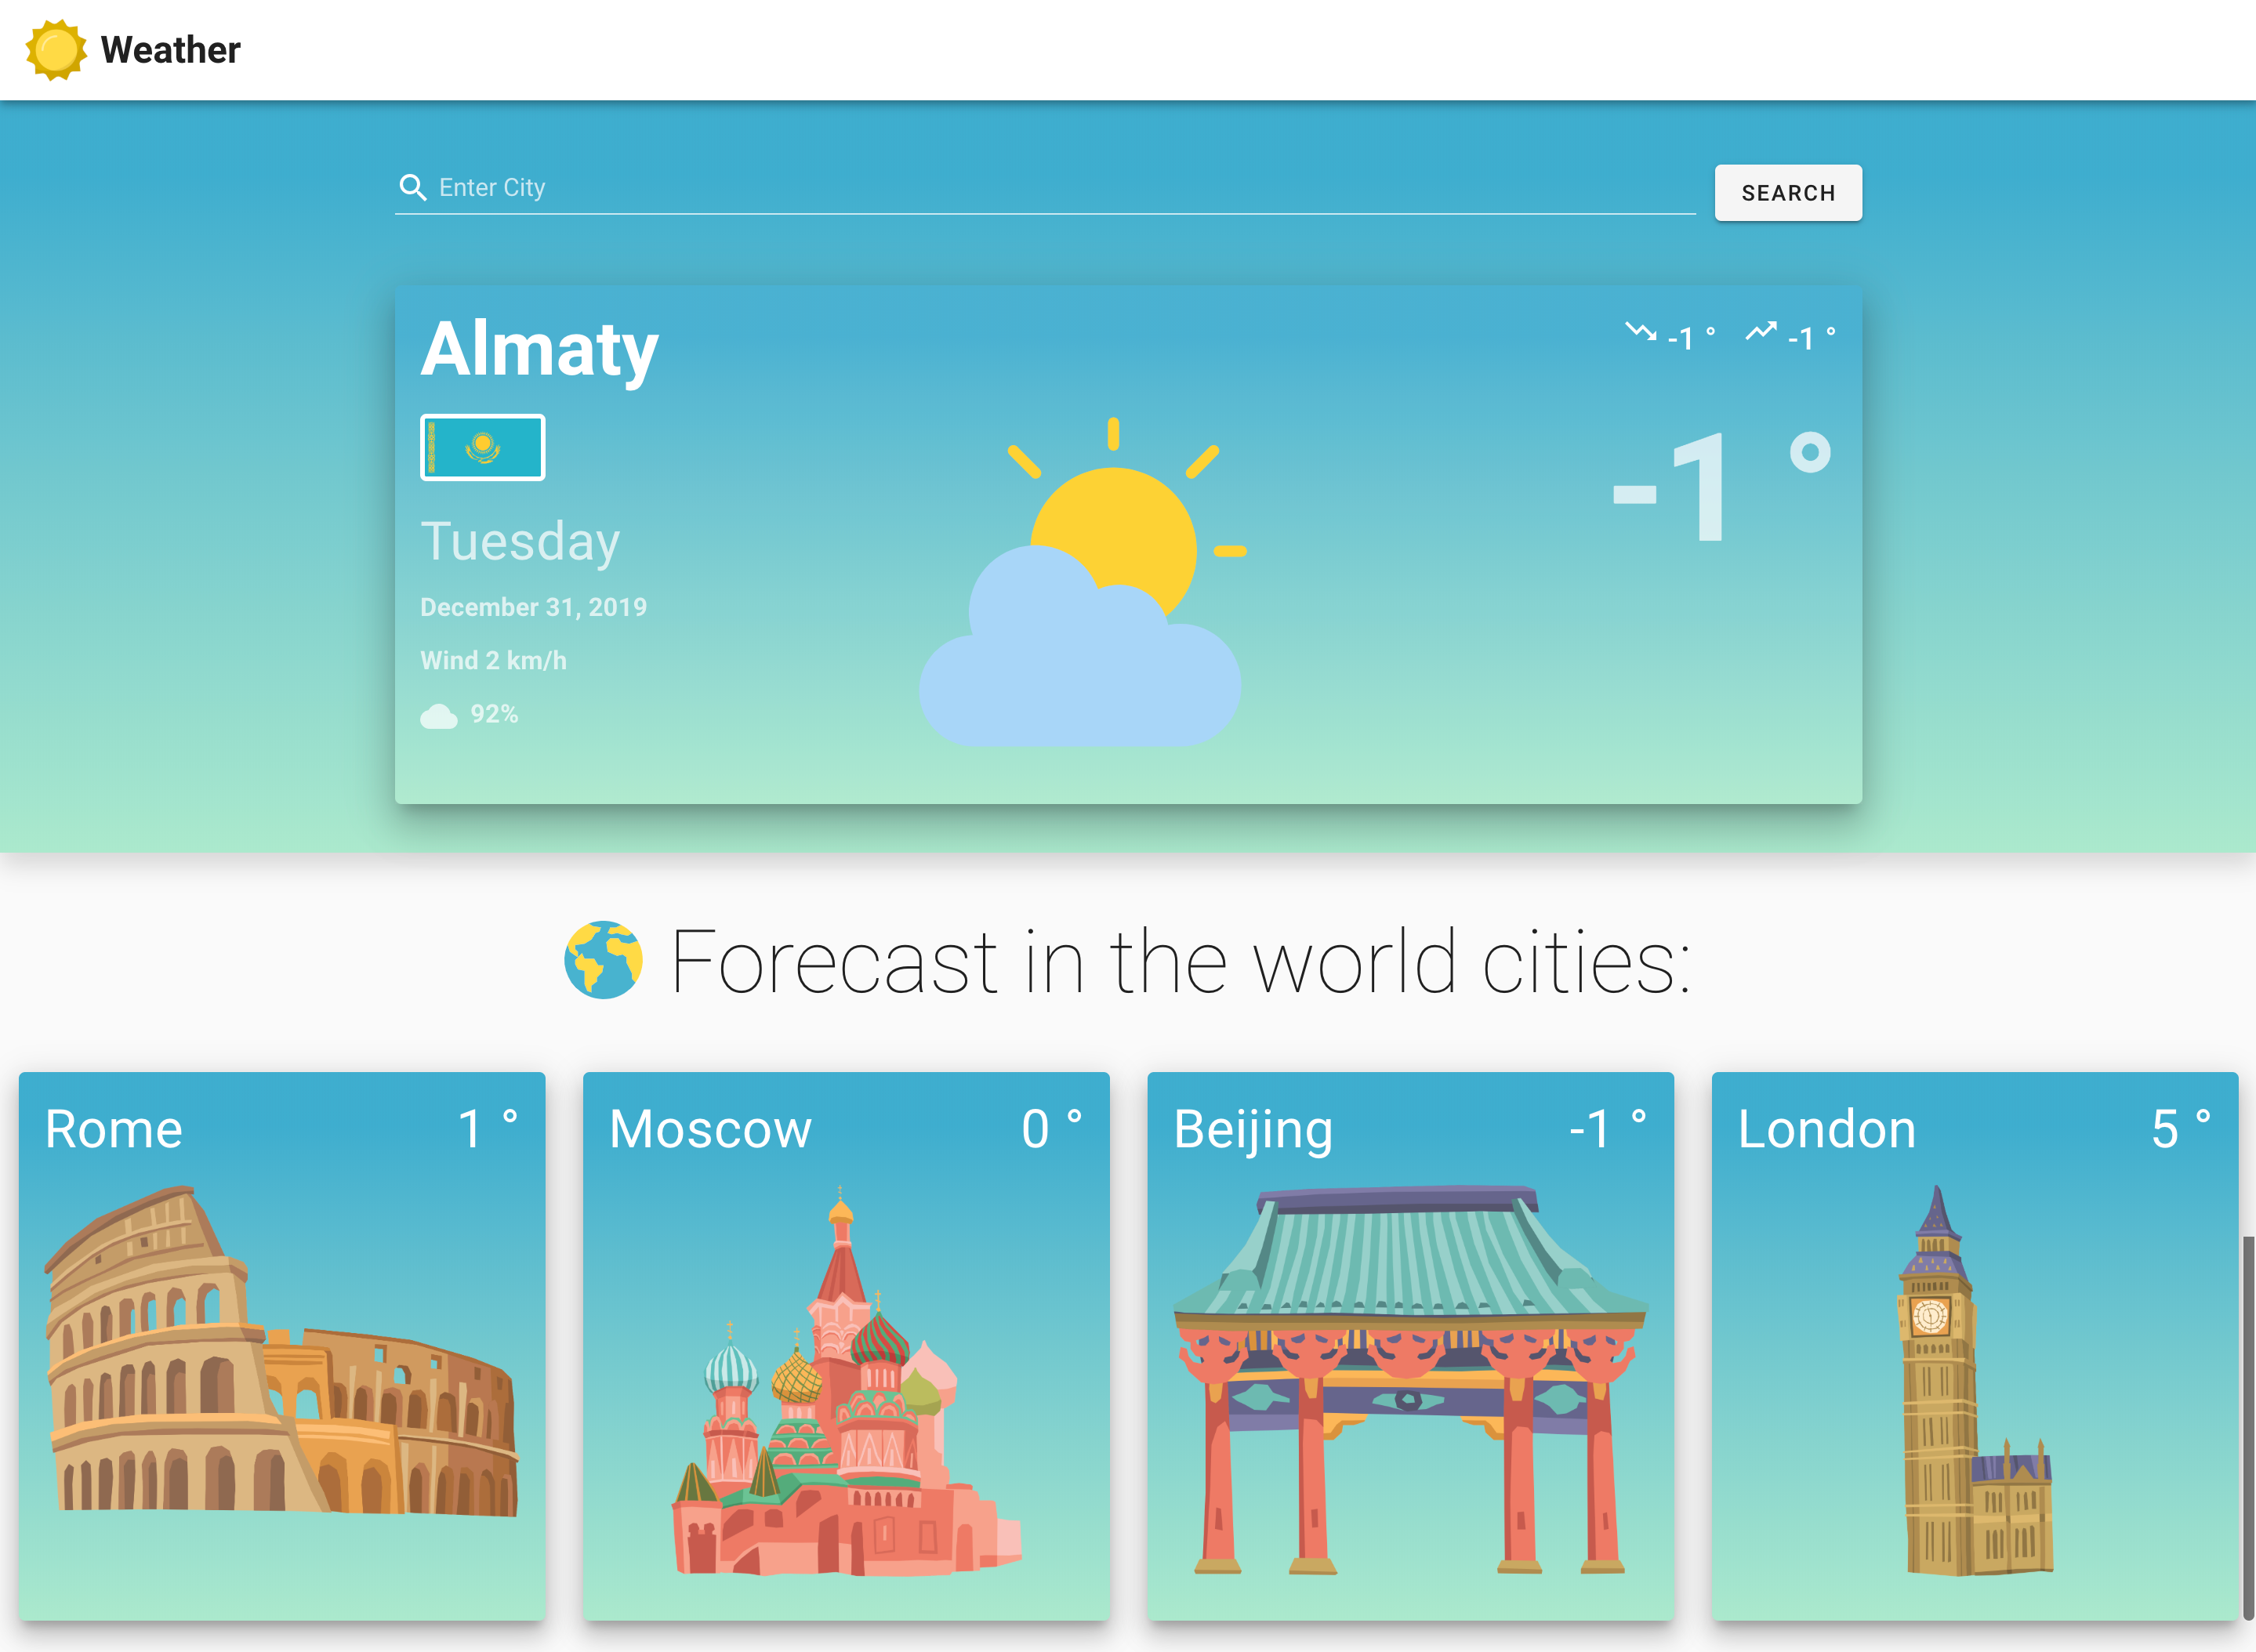 Weather
Enter City
SEARCH
Almaty
-1 ° -1 °
-1 °
Tuesday
December 31, 2019
Wind 2 km/h
92%
Forecast in the world cities:
Rome 1 °
Moscow 0 °
Beijing -1 °
London 5 °